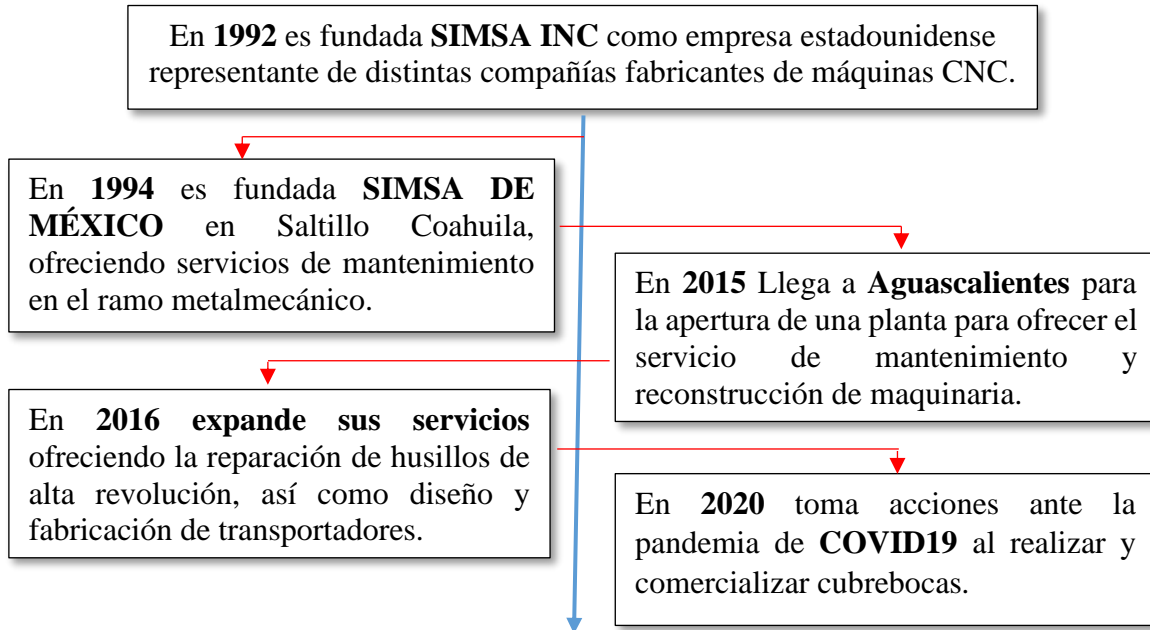 En 1992 es fundada SIMSA INC como empresa estadounidense
representante de distintas compañías fabricantes de máquinas CNC.
En 1994 es fundada SIMSA DE
MÉXICO en Saltillo Coahuila,
ofreciendo servicios de mantenimiento
en el ramo metalmecánico.
En 2015 Llega a Aguascalientes para
la apertura de una planta para ofrecer el
servicio de mantenimiento y
reconstrucción de maquinaria.
En 2016 expande sus servicios
ofreciendo la reparación de husillos de
alta revolución, así como diseño y
fabricación de transportadores.
En 2020 toma acciones ante la
pandemia de COVID19 al realizar y
comercializar cubrebocas.